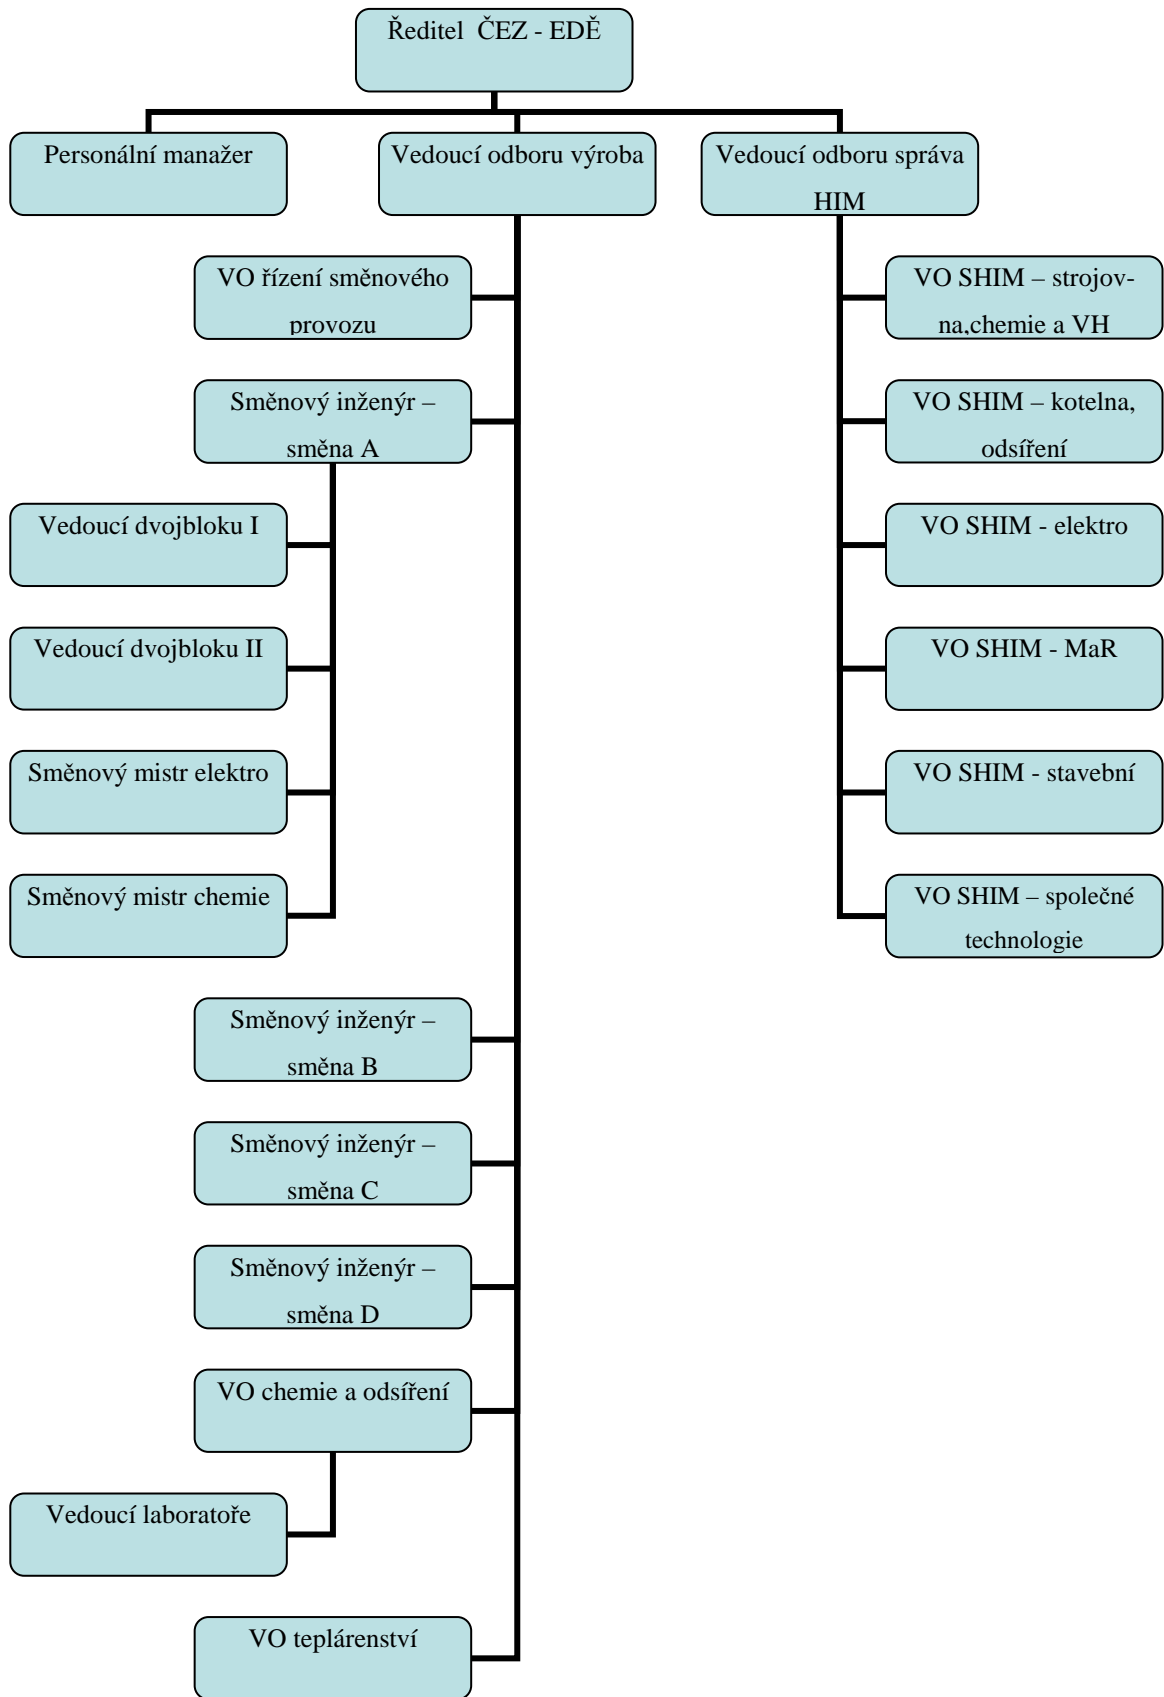 Ředitel ČEZ - EDĚ
Personální manažer
Vedoucí odboru výroba
Vedoucí odboru správa
HIM
VO řízení směnového
provozu
VO SHIM – strojov-
na,chemie a VH
Směnový inženýr –
směna A
VO SHIM – kotelna,
odsíření
Vedoucí dvojbloku I
VO SHIM - elektro
Vedoucí dvojbloku II
VO SHIM - MaR
Směnový mistr elektro
VO SHIM - stavební
Směnový mistr chemie
VO SHIM – společné
technologie
Směnový inženýr –
směna B
Směnový inženýr –
směna C
Směnový inženýr –
směna D
VO chemie a odsíření
Vedoucí laboratoře
VO teplárenství